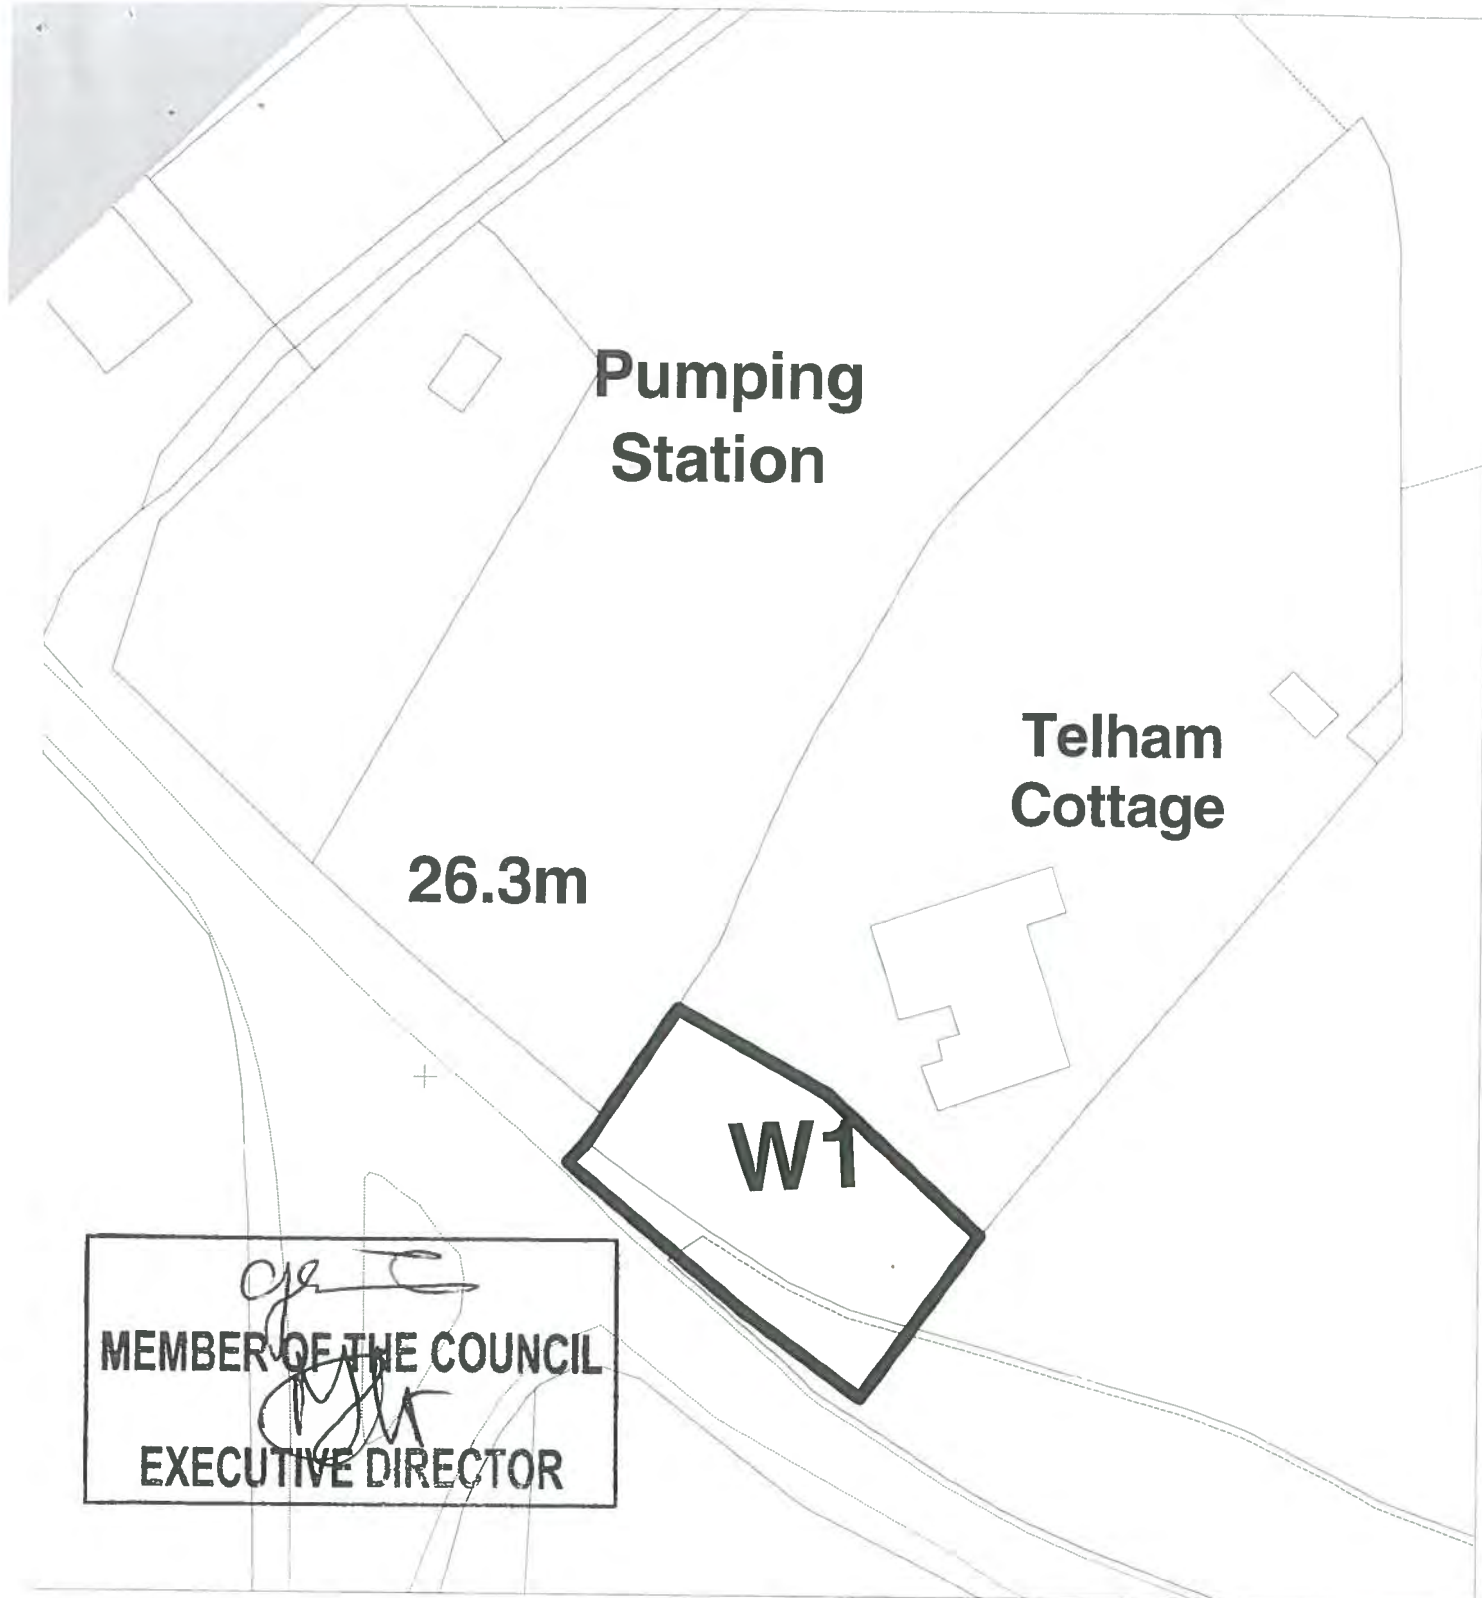 Pumping
Station
Telham
Cottage
26.3m
W1
MEMBER OF THE COUNCIL
EXECUTIVE DIRECTOR